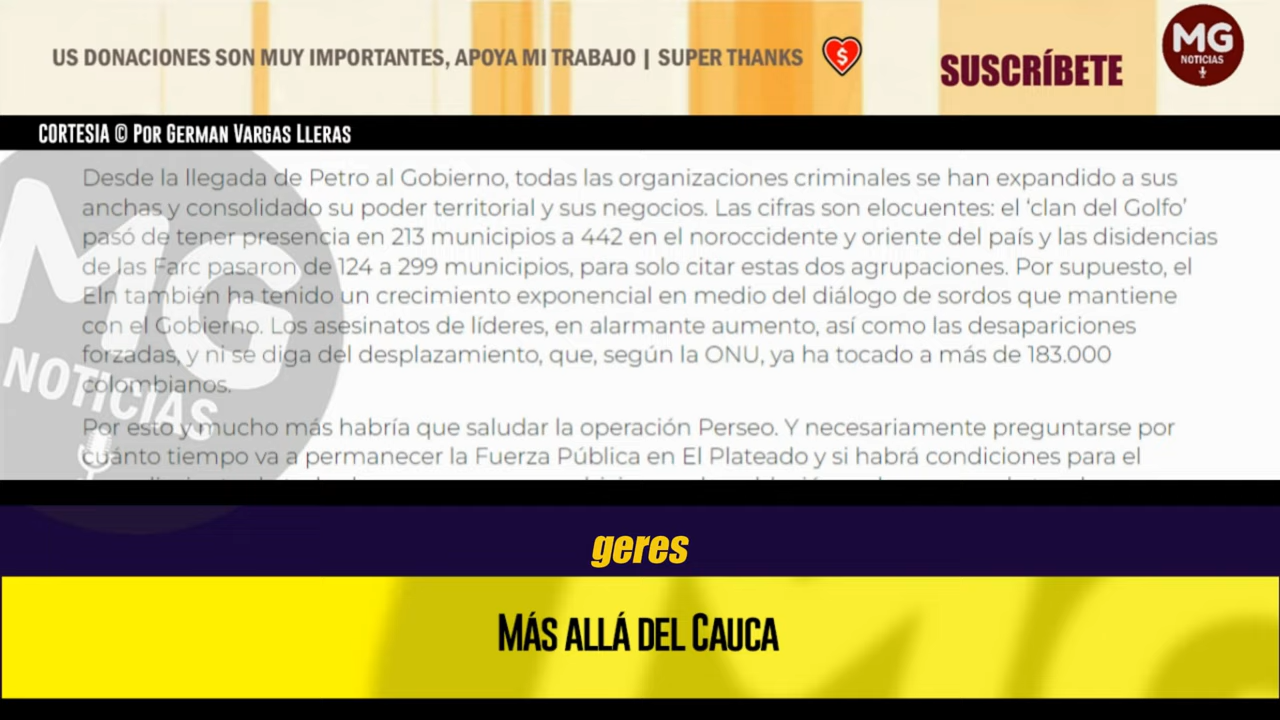 US DONACIONES SON MUY IMPORTANTES, APOYA MI TRABAJO | SUPER THANKS
$
SUSCRÍBETE
MG
NOTICIAS
CORTESIA © POR GERMAN VARGAS LLERAS
Desde la llegada de Petro al Gobierno, todas las organizaciones criminales se han expandido a sus
anchas y consolidado su poder territorial y sus negocios. Las cifras son elocuentes: el ‘clan del Golfo’
pasó de tener presencia en 213 municipios a 442 en el noroccidente y oriente del país y las disidencias
de las Farc pasaron de 124 a 299 municipios, para solo citar estas dos agrupaciones. Por supuesto, el
Eln también ha tenido un crecimiento exponencial en medio del diálogo de sordos que mantiene
con el Gobierno. Los asesinatos de líderes, en alarmante aumento, así como las desapariciones
forzadas, y ni se diga del desplazamiento, que, según la ONU, ya ha tocado a más de 183.000
colombianos.
Por esto y mucho más habría que saludar la operación Perseo. Y necesariamente preguntarse por
cuánto tiempo va a permanecer la Fuerza Pública en El Plateado y si habrá condiciones para el
MG
NOTICIAS
geres
MÁS ALLÁ DEL CAUCA